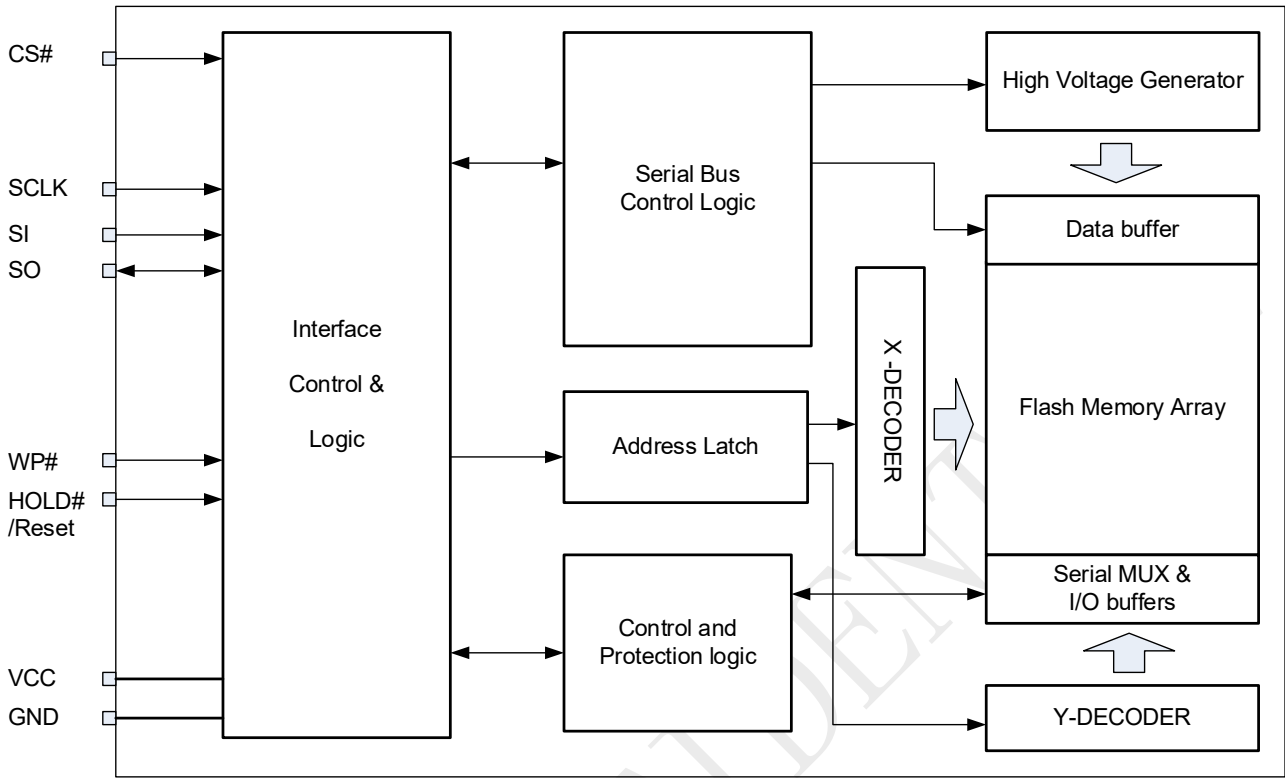 CS#
SCLK
SI
SO
WP#
HOLD#
/Reset
VCC
GND
Interface
Control &
Logic
Serial Bus
Control Logic
Address Latch
Control and
Protection logic
X -DECODER
High Voltage Generator
Data buffer
Flash Memory Array
Serial MUX &
I/O buffers
Y-DECODER